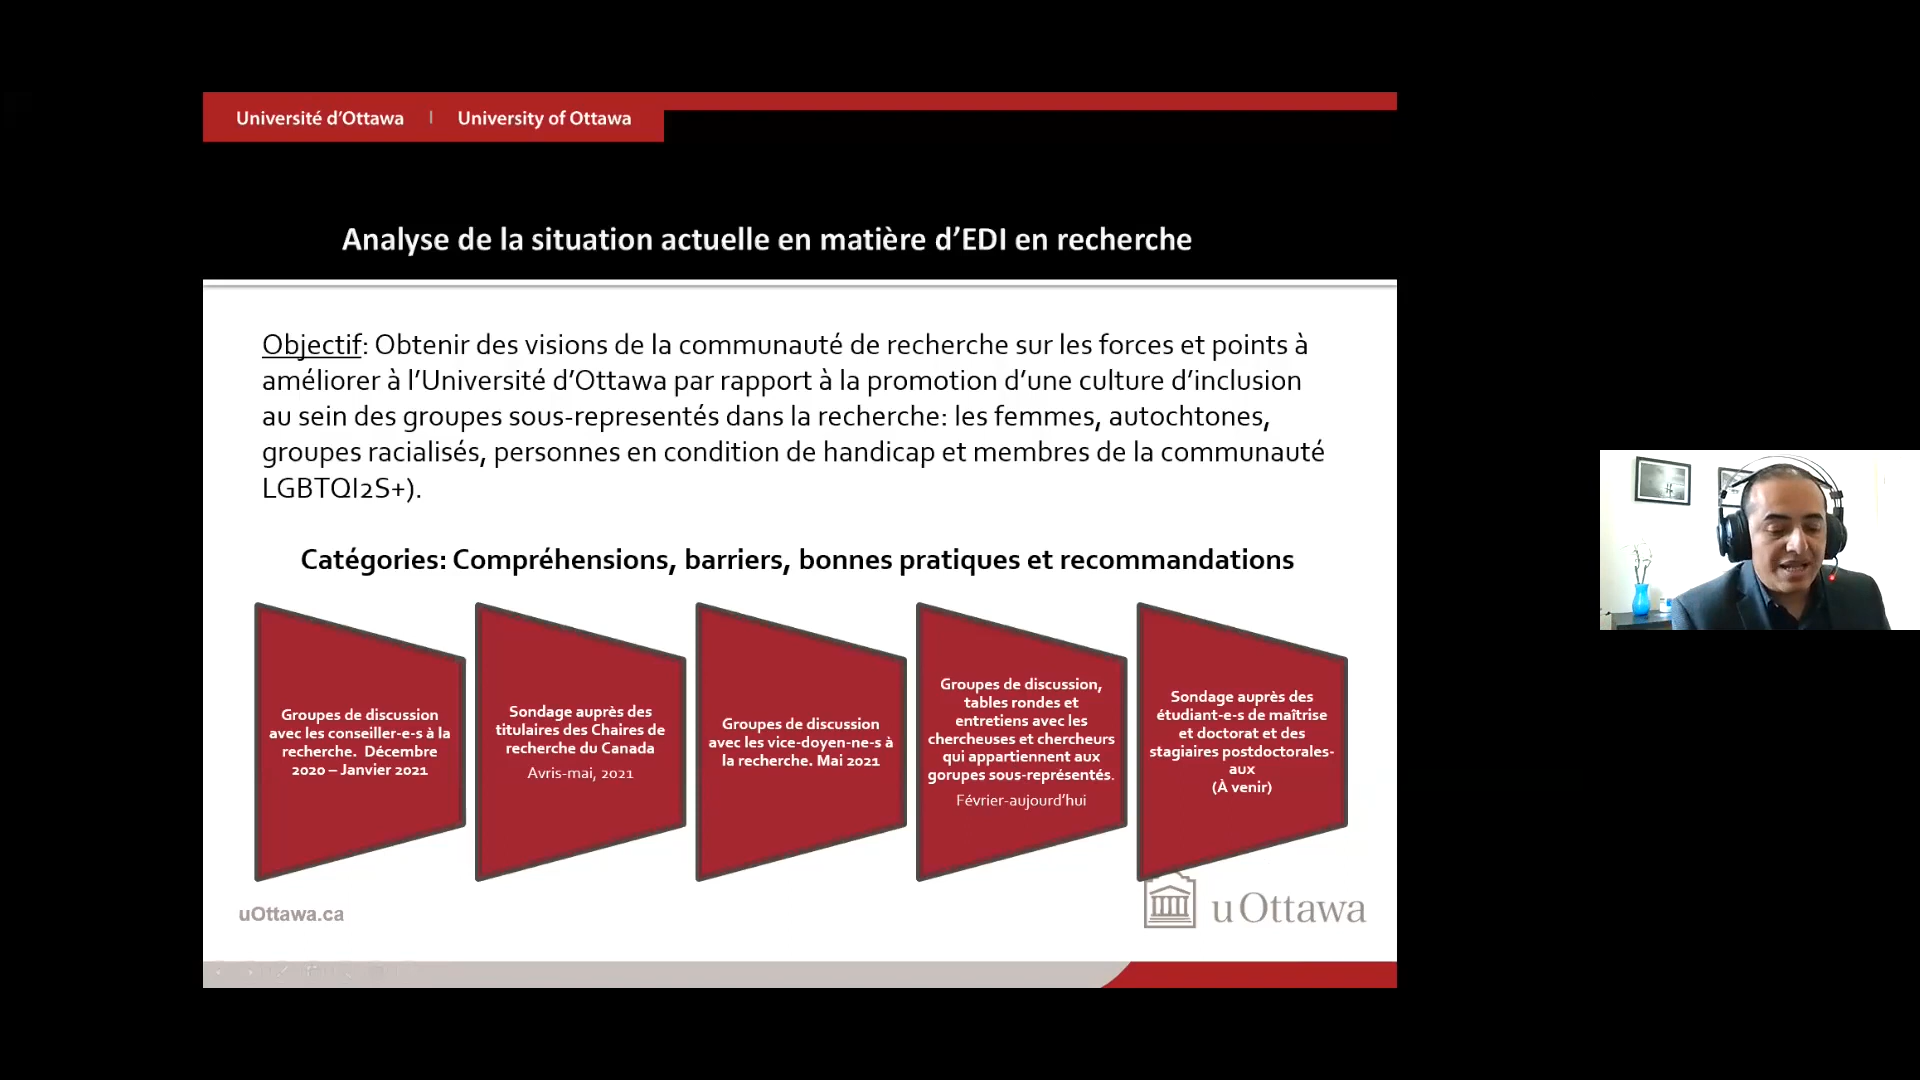 Université d'Ottawa | University of Ottawa
Analyse de la situation actuelle en matière d'EDI en recherche
Objectif: Obtenir des visions de la communauté de recherche sur les forces et points à
améliorer à l'Université d'Ottawa par rapport à la promotion d'une culture d'inclusion
au sein des groupes sous-representés dans la recherche: les femmes, autochtones,
groupes racialisés, personnes en condition de handicap et membres de la communauté
LGBTQI2S+).
Catégories: Compréhensions, barriers, bonnes pratiques et recommandations
Groupes de discussion
avec les conseiller-e-s à la
recherche. Décembre
2020 – Janvier 2021
Sondage auprès des
titulaires des Chaires de
recherche du Canada
Avris-mai, 2021
Groupes de discussion
avec les vice-doyen-ne-s à
la recherche. Mai 2021
Groupes de discussion,
tables rondes et
entretiens avec les
chercheuses et chercheurs
qui appartiennent aux
gorupes sous-représentés.
Février-aujourd'hui
Sondage auprès des
étudiant-e-s de maîtrise
et doctorat et des
stagiaires postdoctorales-
aux
(À venir)
uOttawa.ca
uOttawa